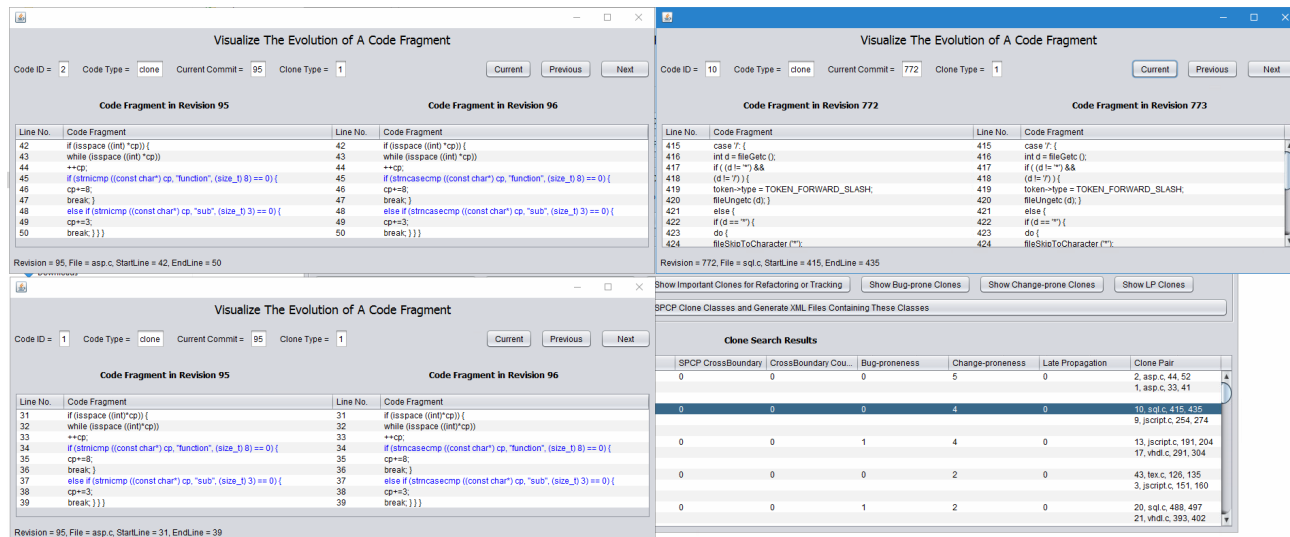 Visualize The Evolution of A Code Fragment
Code ID = 2 Code Type = clone Current Commit = 95 Clone Type = 1 Current Previous Next
Code Fragment in Revision 95 Code Fragment in Revision 96
Line No. Code Fragment Line No. Code Fragment
42 if (isspace ((int) *cp)) { 42 if (isspace ((int) *cp)) {
43 while (isspace ((int) *cp)) 43 while (isspace ((int) *cp))
44 ++cp; 44 ++cp;
45 if (strnicmp ((const char*) cp, "function", (size_t) 8) == 0) { 45 if (strncasecmp ((const char*) cp, "function", (size_t) 8) == 0) {
46 cp+=8; 46 cp+=8;
47 break; } 47 break; }
48 else if (strnicmp ((const char*) cp, "sub", (size_t) 3) == 0) { 48 else if (strncasecmp ((const char*) cp, "sub", (size_t) 3) == 0) {
49 cp+=3; 49 cp+=3;
50 break; } } } 50 break; } } }
Revision = 95, File = asp.c, StartLine = 42, EndLine = 50
Visualize The Evolution of A Code Fragment
Code ID = 10 Code Type = clone Current Commit = 772 Clone Type = 1 Current Previous Next
Code Fragment in Revision 772 Code Fragment in Revision 773
Line No. Code Fragment Line No. Code Fragment
415 case '/': { 415 case '/': {
416 int d = fileGetc (); 416 int d = fileGetc ();
417 if ( (d != '*') && 417 if ( (d != '*') &&
418 (d != '/') ) { 418 (d != '/') ) {
419 token->type = TOKEN_FORWARD_SLASH; 419 token->type = TOKEN_FORWARD_SLASH;
420 fileUngetc (d); } 420 fileUngetc (d); }
421 else { 421 else {
422 if (d == '*') { 422 if (d == '*') {
423 do { 423 do {
424 fileSkipToCharacter ('*'); 424 fileSkipToCharacter ('*');
Revision = 772, File = sql.c, StartLine = 415, EndLine = 435
Downloads
Visualize The Evolution of A Code Fragment
Code ID = 1 Code Type = clone Current Commit = 95 Clone Type = 1 Current Previous Next
Code Fragment in Revision 95 Code Fragment in Revision 96
Line No. Code Fragment Line No. Code Fragment
31 if (isspace ((int)*cp)) { 31 if (isspace ((int)*cp)) {
32 while (isspace ((int)*cp)) 32 while (isspace ((int)*cp))
33 ++cp; 33 ++cp;
34 if (strnicmp ((const char*) cp, "function", (size_t) 8) == 0) { 34 if (strncasecmp ((const char*) cp, "function", (size_t) 8) == 0) {
35 cp+=8; 35 cp+=8;
36 break; } 36 break; }
37 else if (strnicmp ((const char*) cp, "sub", (size_t) 3) == 0) { 37 else if (strncasecmp ((const char*) cp, "sub", (size_t) 3) == 0) {
38 cp+=3; 38 cp+=3;
39 break; } } } 39 break; } } }
Revision = 95, File = asp.c, StartLine = 31, EndLine = 39
Show Important Clones for Refactoring or Tracking Show Bug-prone Clones Show Change-prone Clones Show LP Clones
SPCP Clone Classes and Generate XML Files Containing These Classes
Clone Search Results
SPCP CrossBoundary CrossBoundary Cou... Bug-proneness Change-proneness Late Propagation Clone Pair
0 0 0 5 0 2, asp.c, 44, 52
1, asp.c, 33, 41
0 0 0 4 0 10, sql.c, 415, 435
9, jscript.c, 254, 274
0 0 1 4 0 13, jscript.c, 191, 204
17, vhdl.c, 291, 304
0 0 0 2 0 43, tex.c, 126, 135
3, jscript.c, 151, 160
0 0 1 2 0 20, sql.c, 488, 497
21, vhdl.c, 393, 402